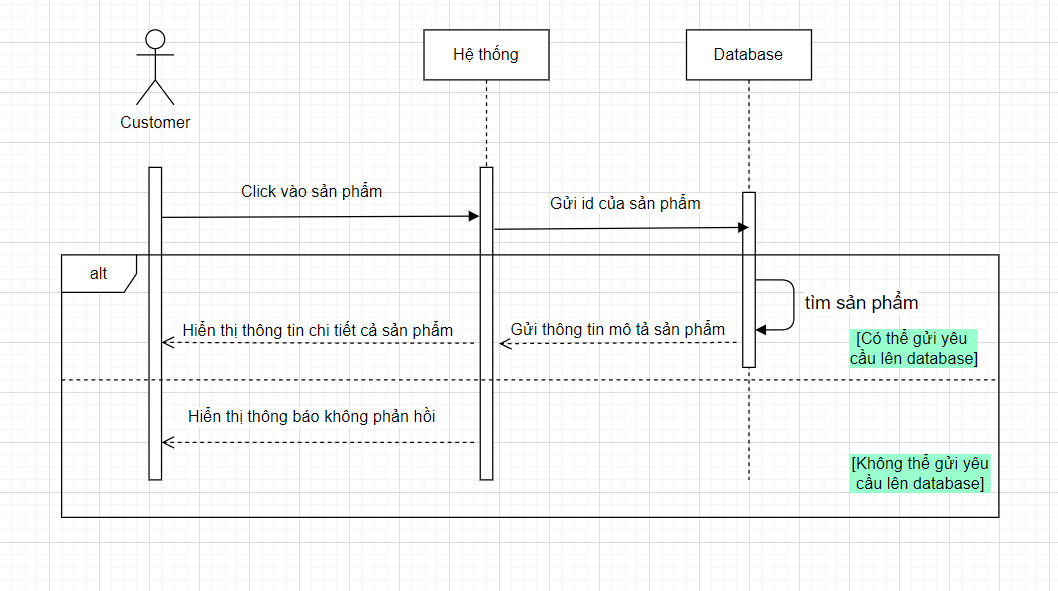 Customer
Hệ thống
Database
Click vào sản phẩm
Gửi id của sản phẩm
alt
tìm sản phẩm
Hiển thị thông tin chi tiết cả sản phẩm
Gửi thông tin mô tả sản phẩm
[Có thể gửi yêu
cầu lên database]
Hiển thị thông báo không phản hồi
[Không thể gửi yêu
cầu lên database]